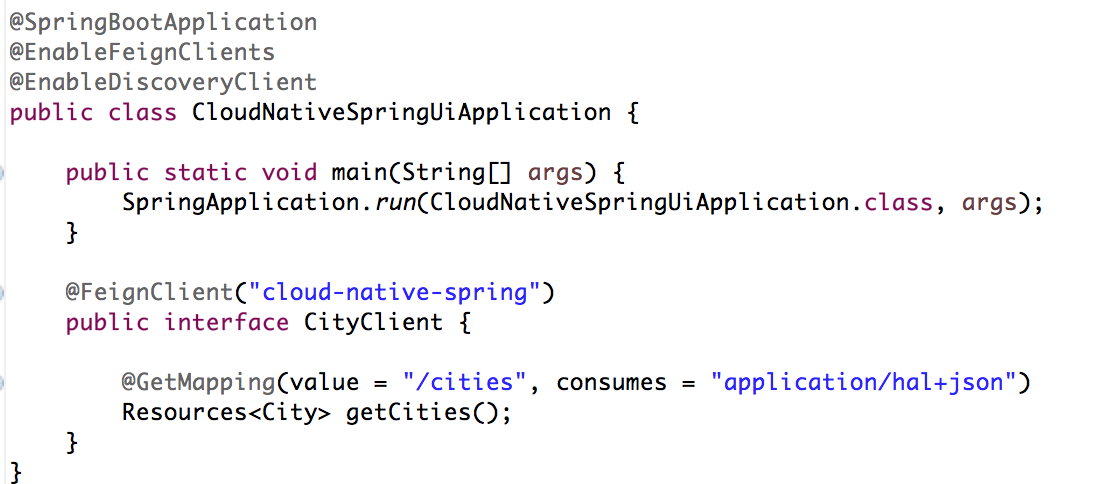 @SpringBootApplication
@EnableFeignClients
@EnableDiscoveryClient
public class CloudNativeSpringUiApplication {
public static void main(String[] args) {
SpringApplication.run(CloudNativeSpringUiApplication.class, args);
}
@FeignClient("cloud-native-spring")
public interface CityClient {
@GetMapping(value = "/cities", consumes = "application/hal+json")
Resources<City> getCities();
}
}